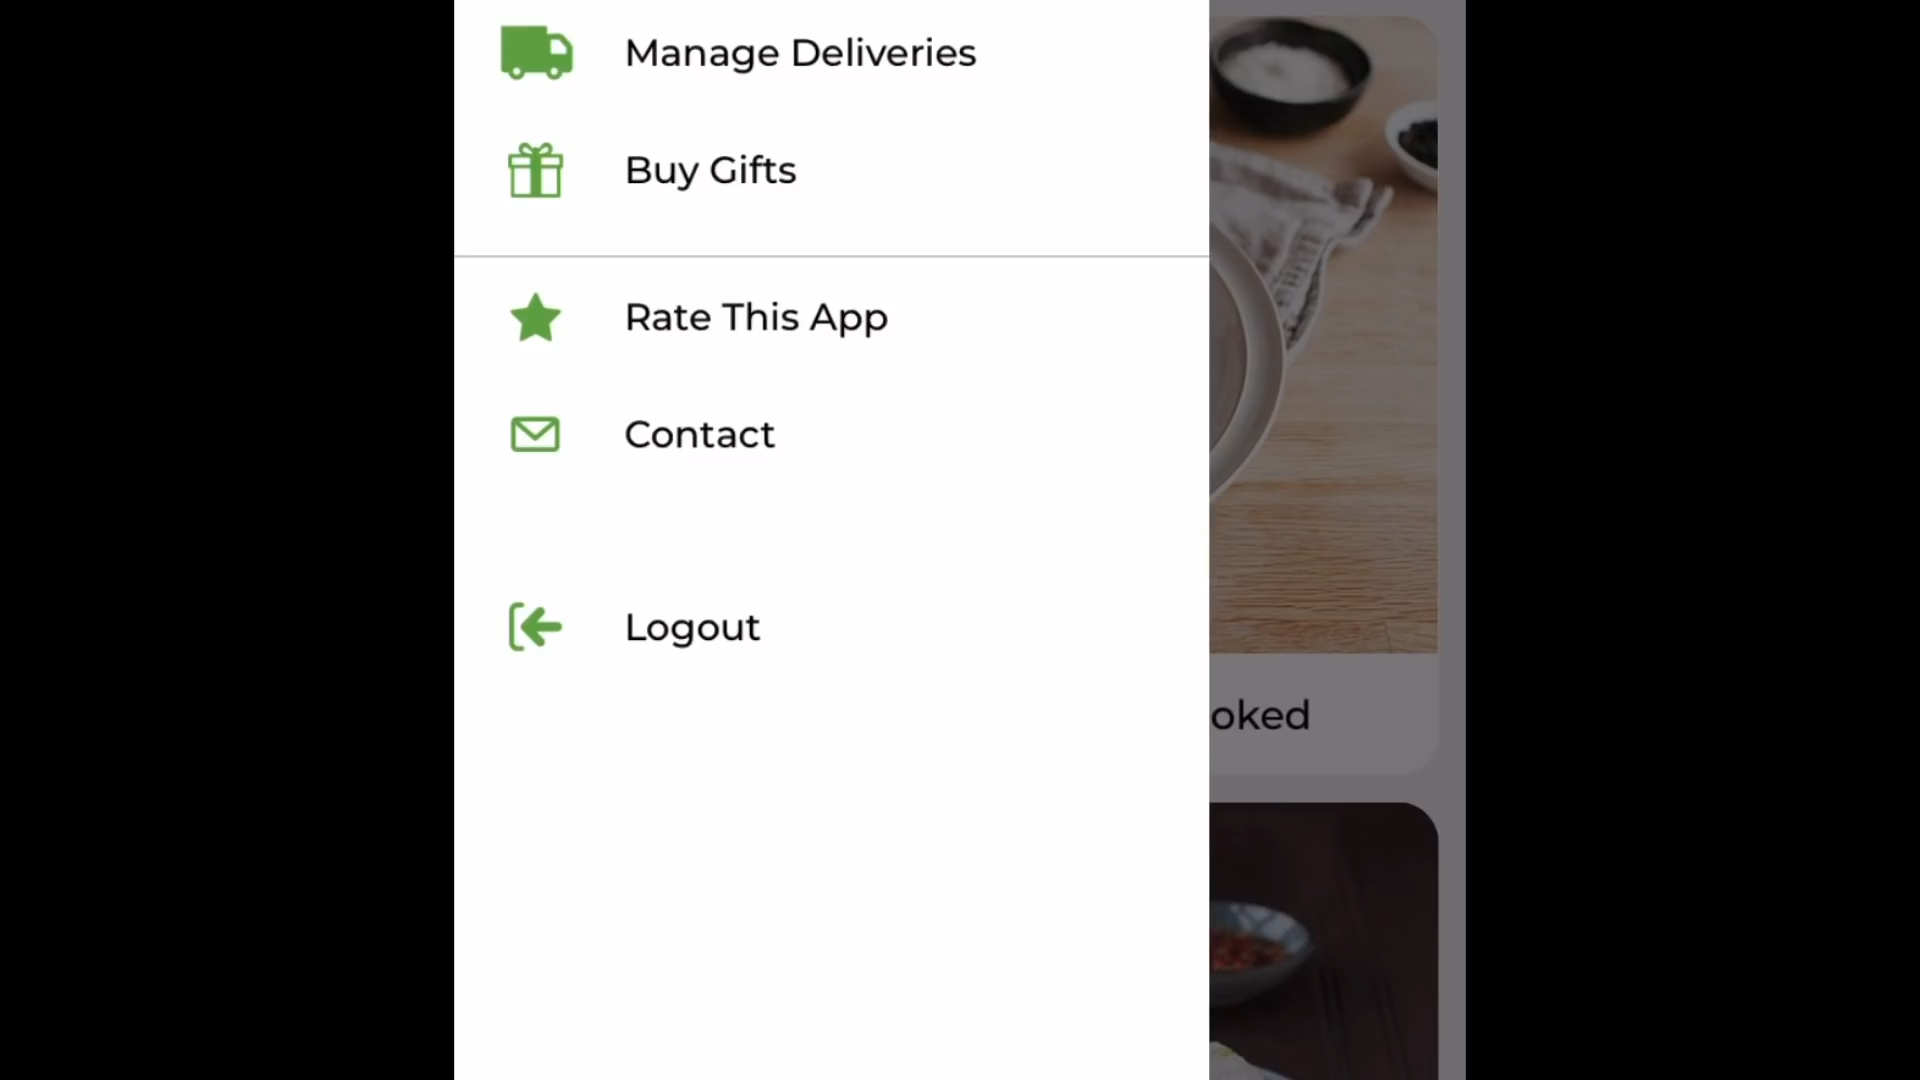 Manage Deliveries
Buy Gifts
Rate This App
Contact
Logout
oked